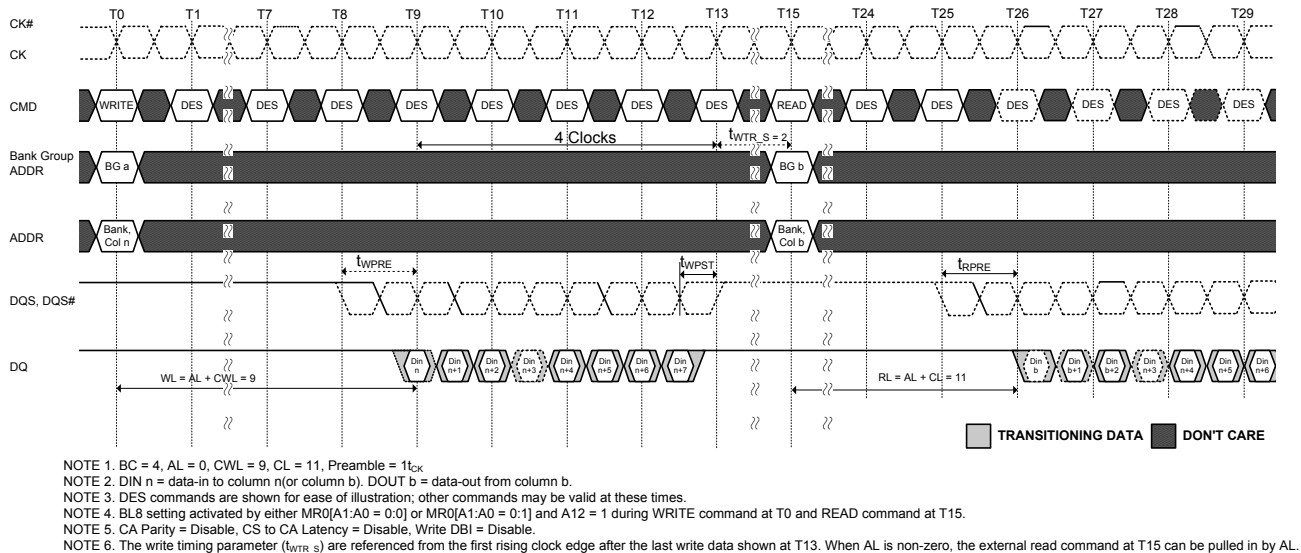 T0 T1 T7 T8 T9 T10 T11 T12 T13 T15 T24 T25 T26 T27 T28 T29
CK#
CK
CMD WRITE DES DES DES DES DES DES DES DES READ DES DES DES DES DES DES
4 Clocks tWTR_S = 2
Bank Group
ADDR
BG a BG b
ADDR
Bank, Col n Bank, Col b
tWPRE tWPST tRPRE
DQS, DQS#
DQ
Din n Din n+1 Din n+2 Din n+3 Din n+4 Din n+5 Din n+6 Din n+7 Din b Din b+1 Din b+2 Din n+3 Din n+4 Din n+5 Din n+6
WL = AL + CWL = 9 RL = AL + CL = 11
TRANSITIONING DATA DON'T CARE
NOTE 1. BC = 4, AL = 0, CWL = 9, CL = 11, Preamble = 1tCK
NOTE 2. DIN n = data-in to column n(or column b). DOUT b = data-out from column b.
NOTE 3. DES commands are shown for ease of illustration; other commands may be valid at these times.
NOTE 4. BL8 setting activated by either MR0[A1:A0 = 0:0] or MR0[A1:A0 = 0:1] and A12 = 1 during WRITE command at T0 and READ command at T15.
NOTE 5. CA Parity = Disable, CS to CA Latency = Disable, Write DBI = Disable.
NOTE 6. The write timing parameter (tWTR_S) are referenced from the first rising clock edge after the last write data shown at T13. When AL is non-zero, the external read command at T15 can be pulled in by AL.